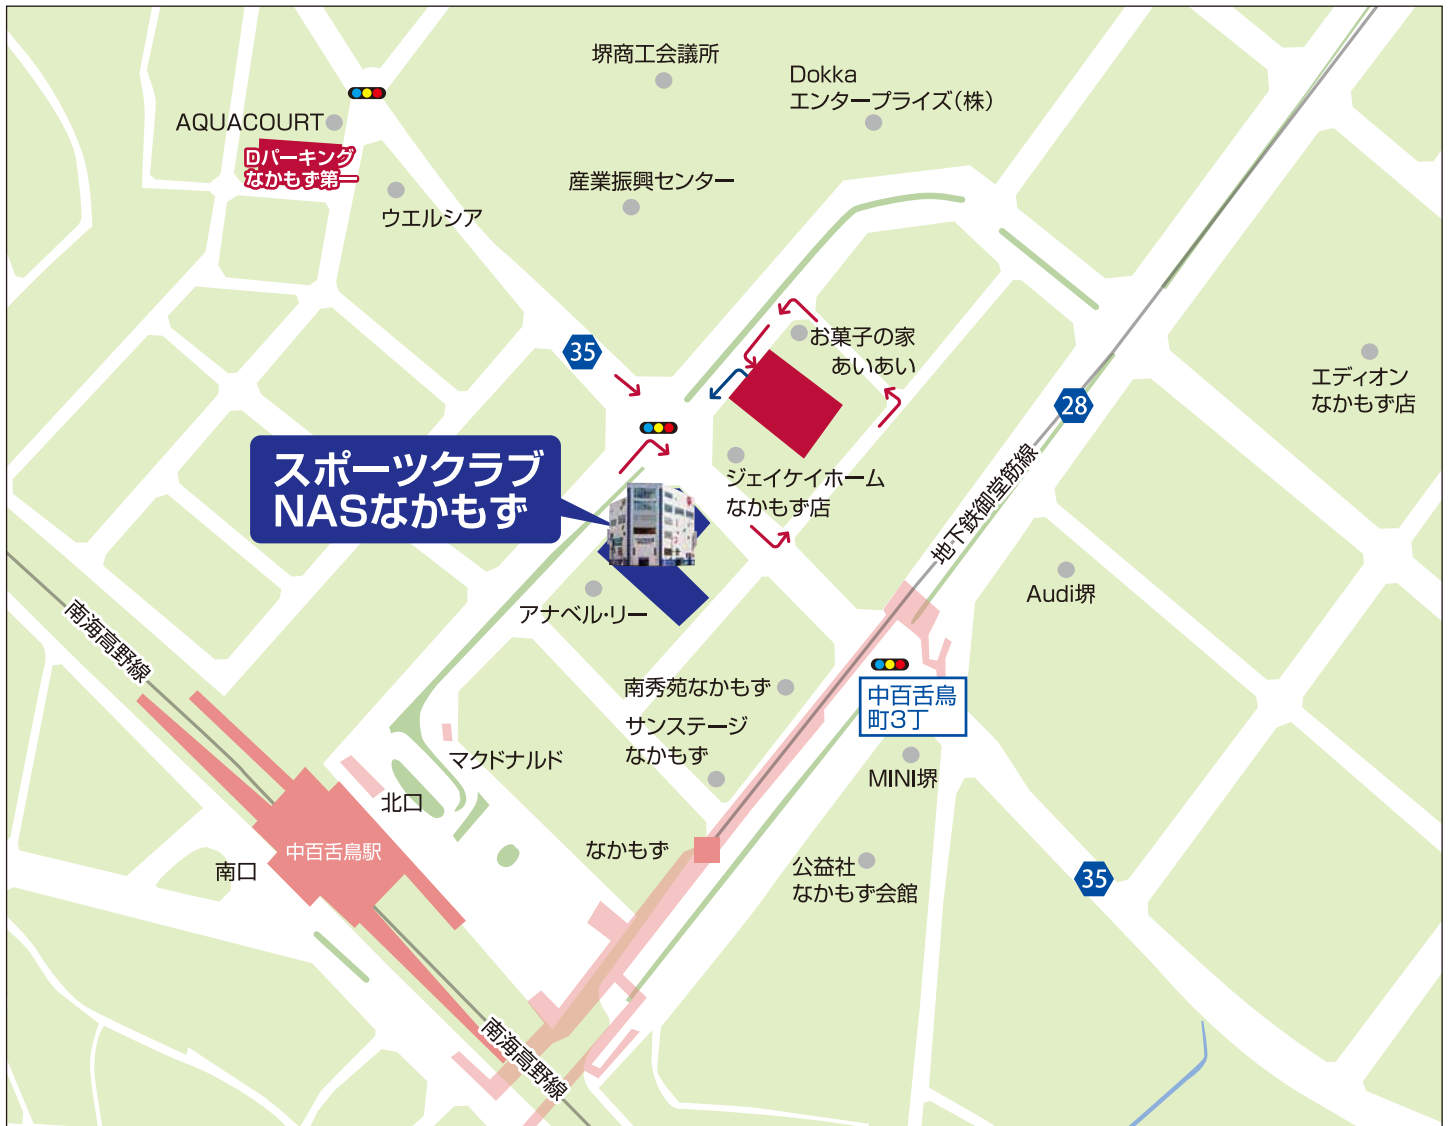 堺商工会議所
Dokka
エンタープライズ(株)
AQUACOURT
Dパーキング
なかもず第一
産業振興センター
ウエルシア
35
お菓子の家
あいあい
エディオン
なかもず店
28
スポーツクラブ
NASなかもず
ジェイケイホーム
なかもず店
地下鉄御堂筋線
Audi堺
アナベル・リー
南海高野線
南秀苑なかもず
中百舌鳥
町3丁
サンステージ
なかもず
マクドナルド
MINI堺
北口
中百舌鳥駅
なかもず
南口
公益社
なかもず会館
35
南海高野線